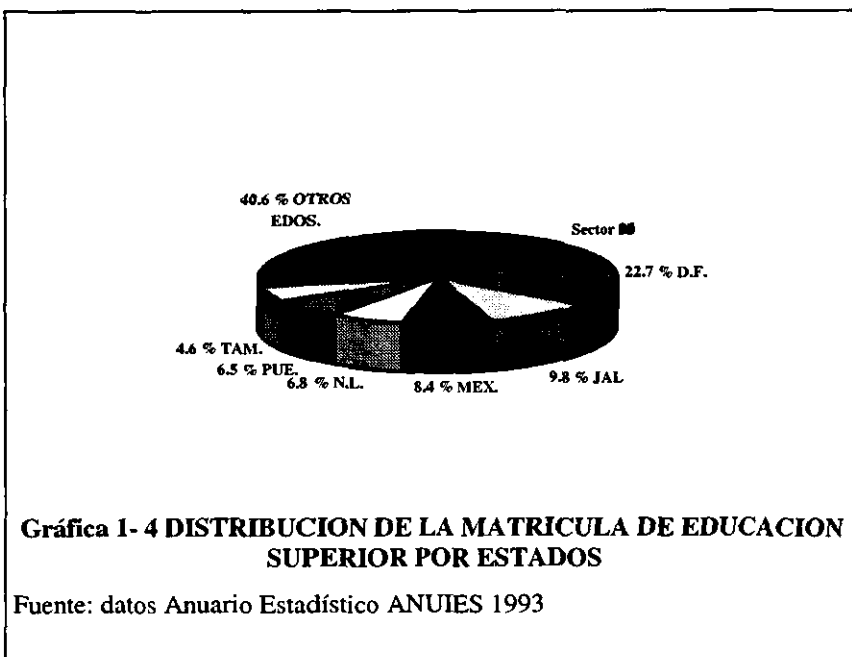 40.6 % OTROS
EDOS.
Sector
22.7 % D.F.
4.6 % TAM.
6.5 % PUE.
6.8 % N.L.
8.4 % MEX.
9.8 % JAL
Gráfica 1- 4 DISTRIBUCION DE LA MATRICULA DE EDUCACION
SUPERIOR POR ESTADOS
Fuente: datos Anuario Estadístico ANUIES 1993